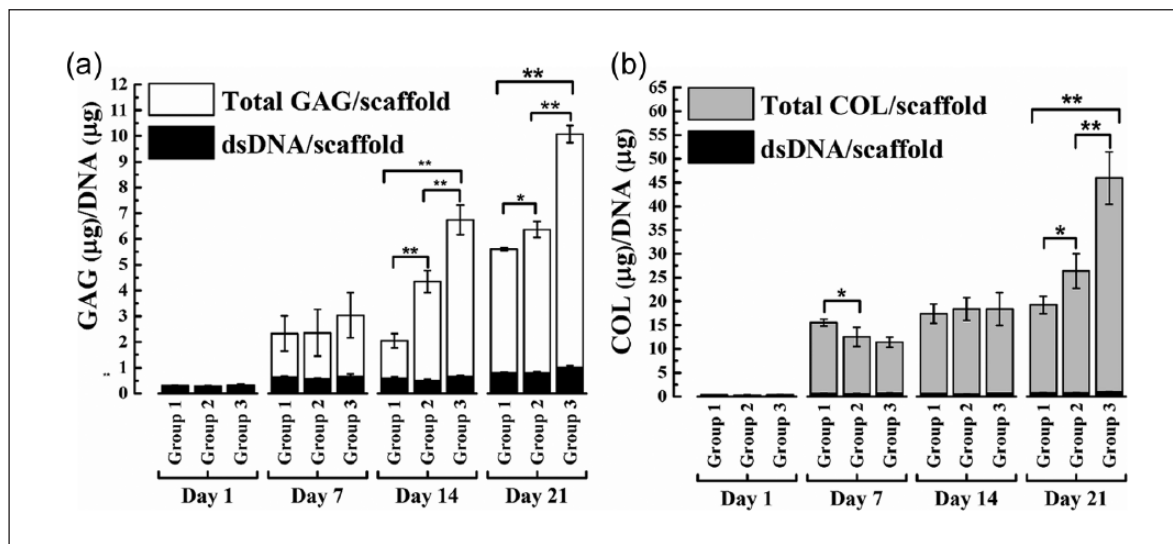 (a)
Total GAG/scaffold
dsDNA/scaffold
GAG (µg)/DNA (µg)
12
11
10
9
8
7
6
5
4
3
2
1
0
**
**
**
**
**
*
Group 1
Group 2
Group 3
Group 1
Group 2
Group 3
Group 1
Group 2
Group 3
Group 1
Group 2
Group 3
Day 1
Day 7
Day 14
Day 21
(b)
Total COL/scaffold
dsDNA/scaffold
COL (µg)/DNA (µg)
65
60
55
50
45
40
35
30
25
20
15
10
5
0
*
**
**
*
Group 1
Group 2
Group 3
Group 1
Group 2
Group 3
Group 1
Group 2
Group 3
Group 1
Group 2
Group 3
Day 1
Day 7
Day 14
Day 21